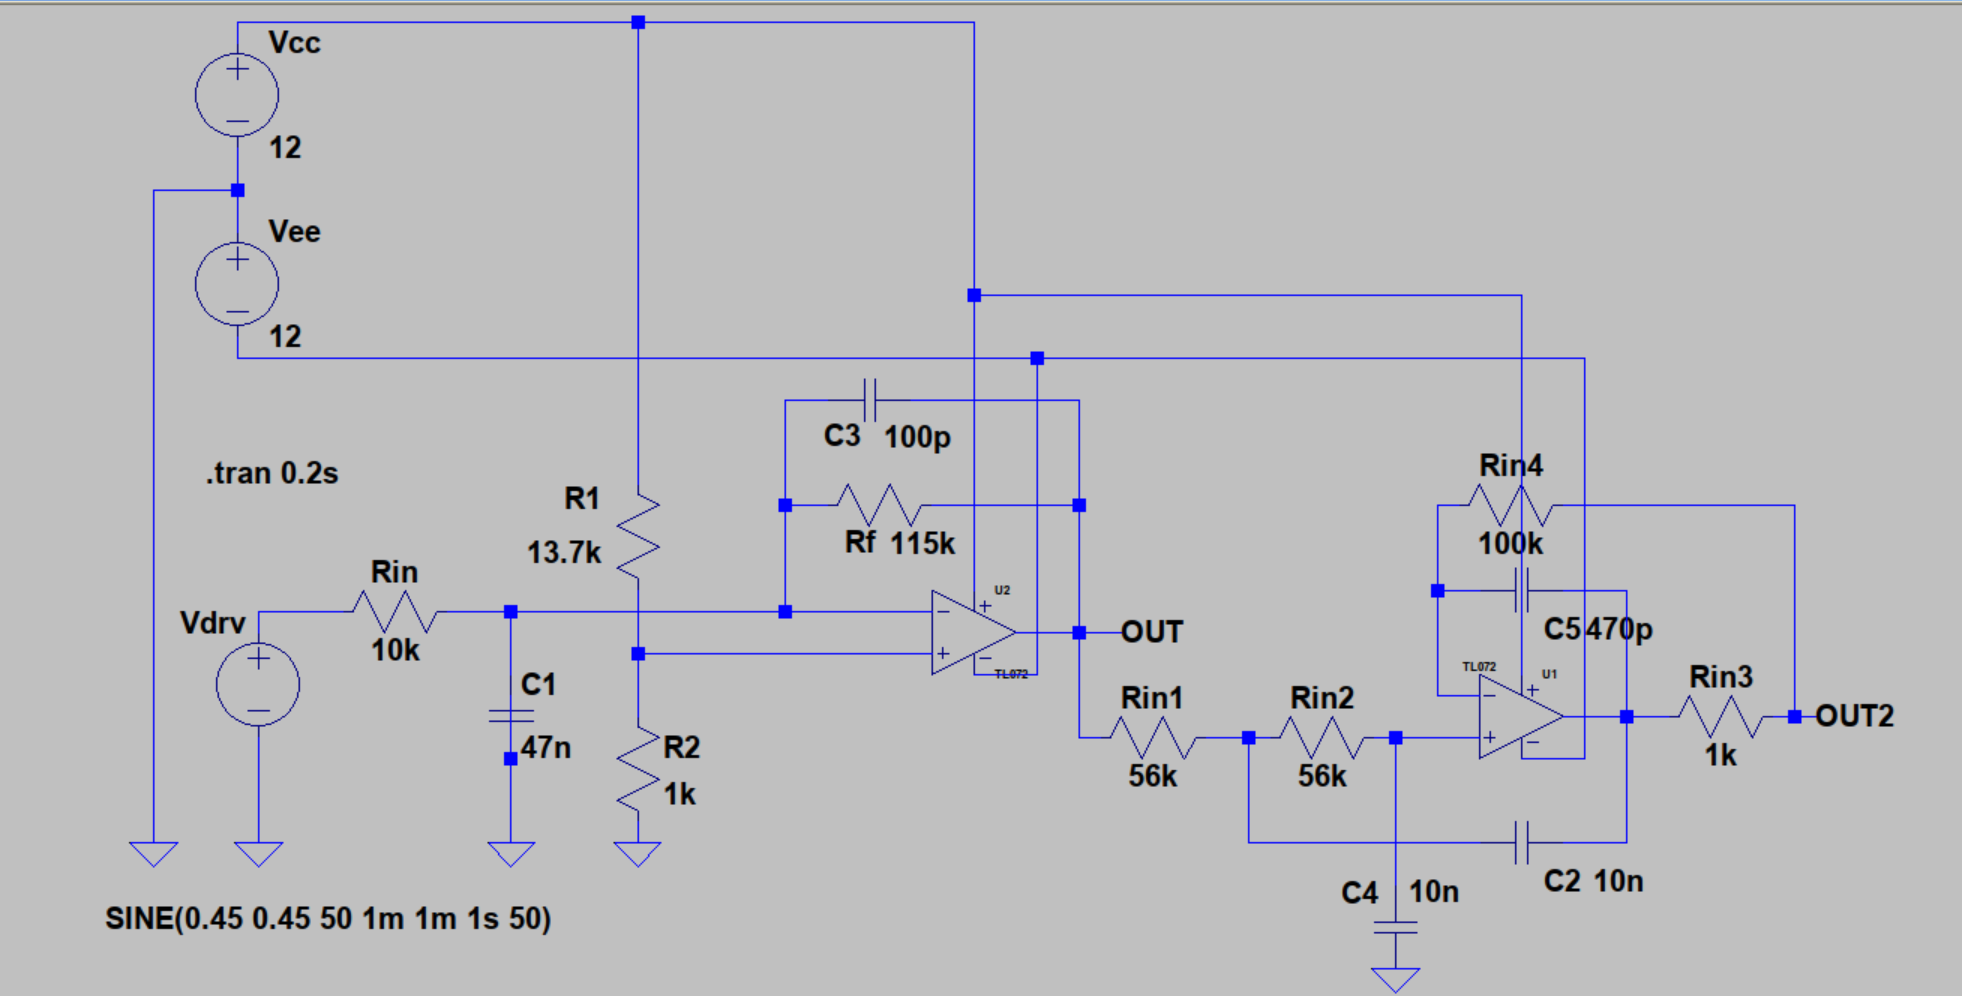 Vcc
12
Vee
12
.tran 0.2s
C3 100p
Rf 115k
R1
13.7k
Rin
10k
Vdrv
C1
47n
R2
1k
U2
+
-
TL072
OUT
Rin1
56k
Rin2
56k
Rin4
100k
C5 470p
TL072
U1
Rin3
1k
OUT2
C2 10n
C4 10n
SINE(0.45 0.45 50 1m 1m 1s 50)